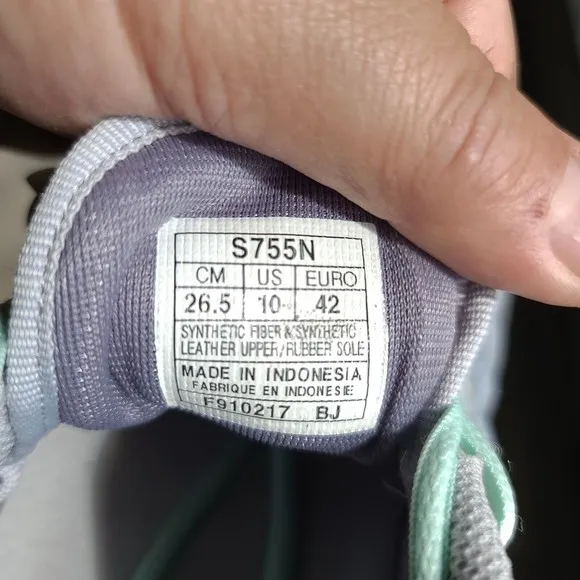 S755N
CM US EURO
26.5 10 42
SYNTHETIC FIBER & SYNTHETIC
LEATHER UPPER/RUBBER SOLE
MADE IN INDONESIA
FABRIQUE EN INDONESIE
F910217 BJ